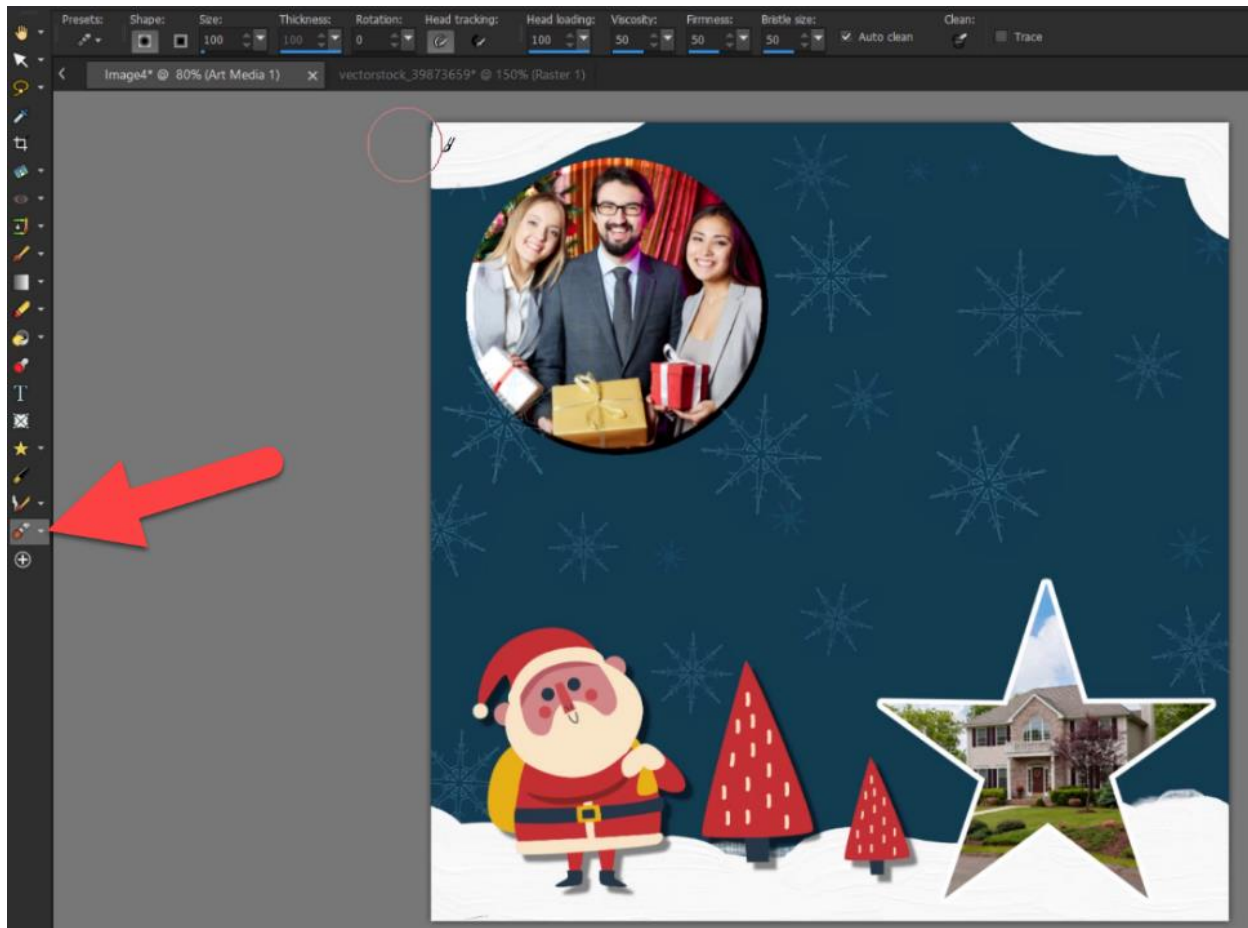 Presets: Shape: Size: Thickness: Rotation: Head tracking: Head loading: Viscosity: Firmness: Bristle size: Clean:
100 100 0 100 50 50 50 Auto clean Trace
Image4* @ 80% (Art Media 1) x vectorstock_39873659* @ 150% (Raster 1)
T